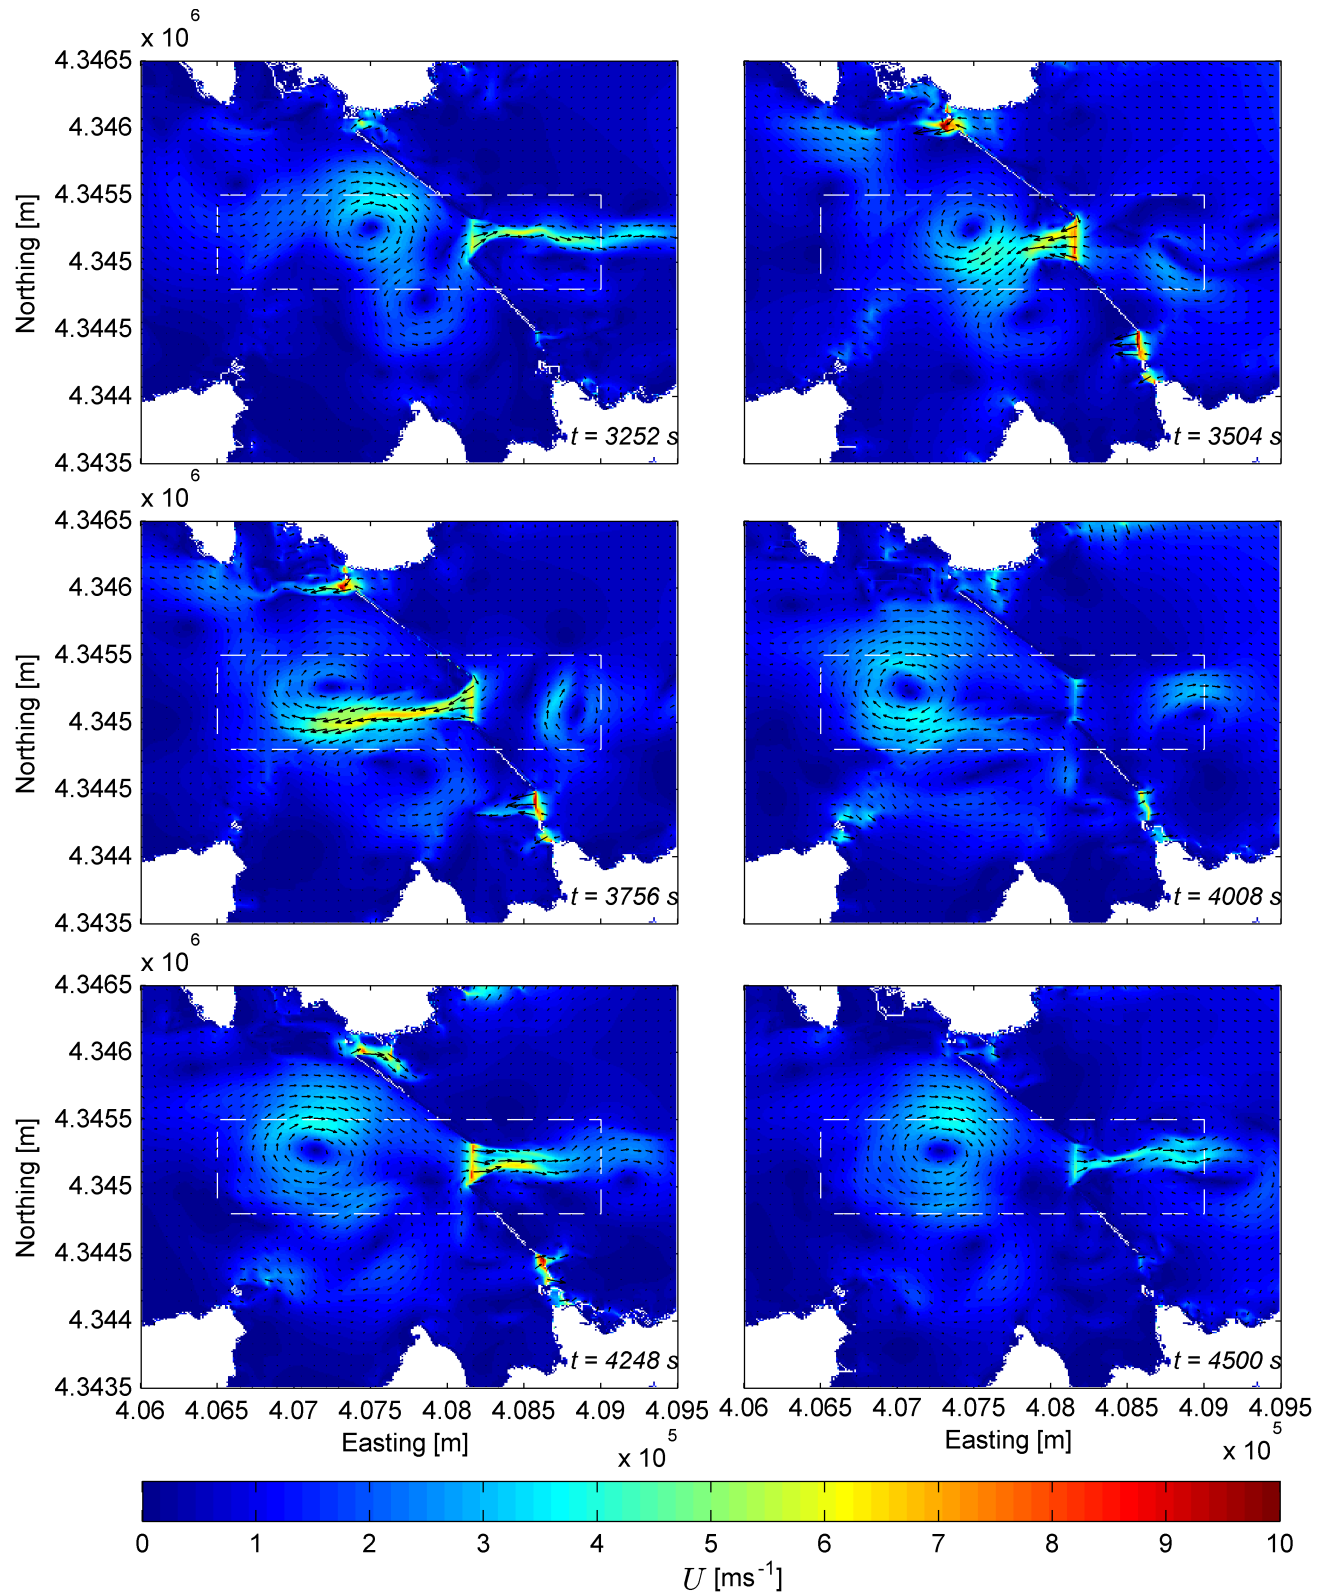 x 10 6
4.3465
4.346
4.3455
4.345
4.3445
4.344
4.3435
Northing [m]
t = 3252 s
t = 3504 s
x 10 6
4.3465
4.346
4.3455
4.345
4.3445
4.344
4.3435
Northing [m]
t = 3756 s
t = 4008 s
x 10 6
4.3465
4.346
4.3455
4.345
4.3445
4.344
4.3435
Northing [m]
t = 4248 s
t = 4500 s
4.06 4.065 4.07 4.075 4.08 4.085 4.09 4.095
Easting [m]
x 10 5
4.06 4.065 4.07 4.075 4.08 4.085 4.09 4.095
Easting [m]
x 10 5
0 1 2 3 4 5 6 7 8 9 10
U [ms-1]